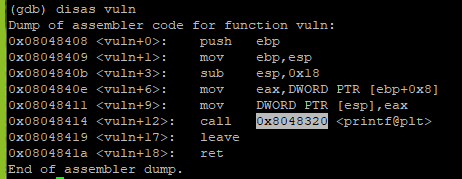 (gdb) disas vuln
Dump of assembler code for function vuln:
0x08048408 <vuln+0>: push ebp
0x08048409 <vuln+1>: mov ebp,esp
0x0804840b <vuln+3>: sub esp,0x18
0x0804840e <vuln+6>: mov eax,DWORD PTR [ebp+0x8]
0x08048411 <vuln+9>: mov DWORD PTR [esp],eax
0x08048414 <vuln+12>: call 0x8048320 <printf@plt>
0x08048419 <vuln+17>: leave
0x0804841a <vuln+18>: ret
End of assembler dump.